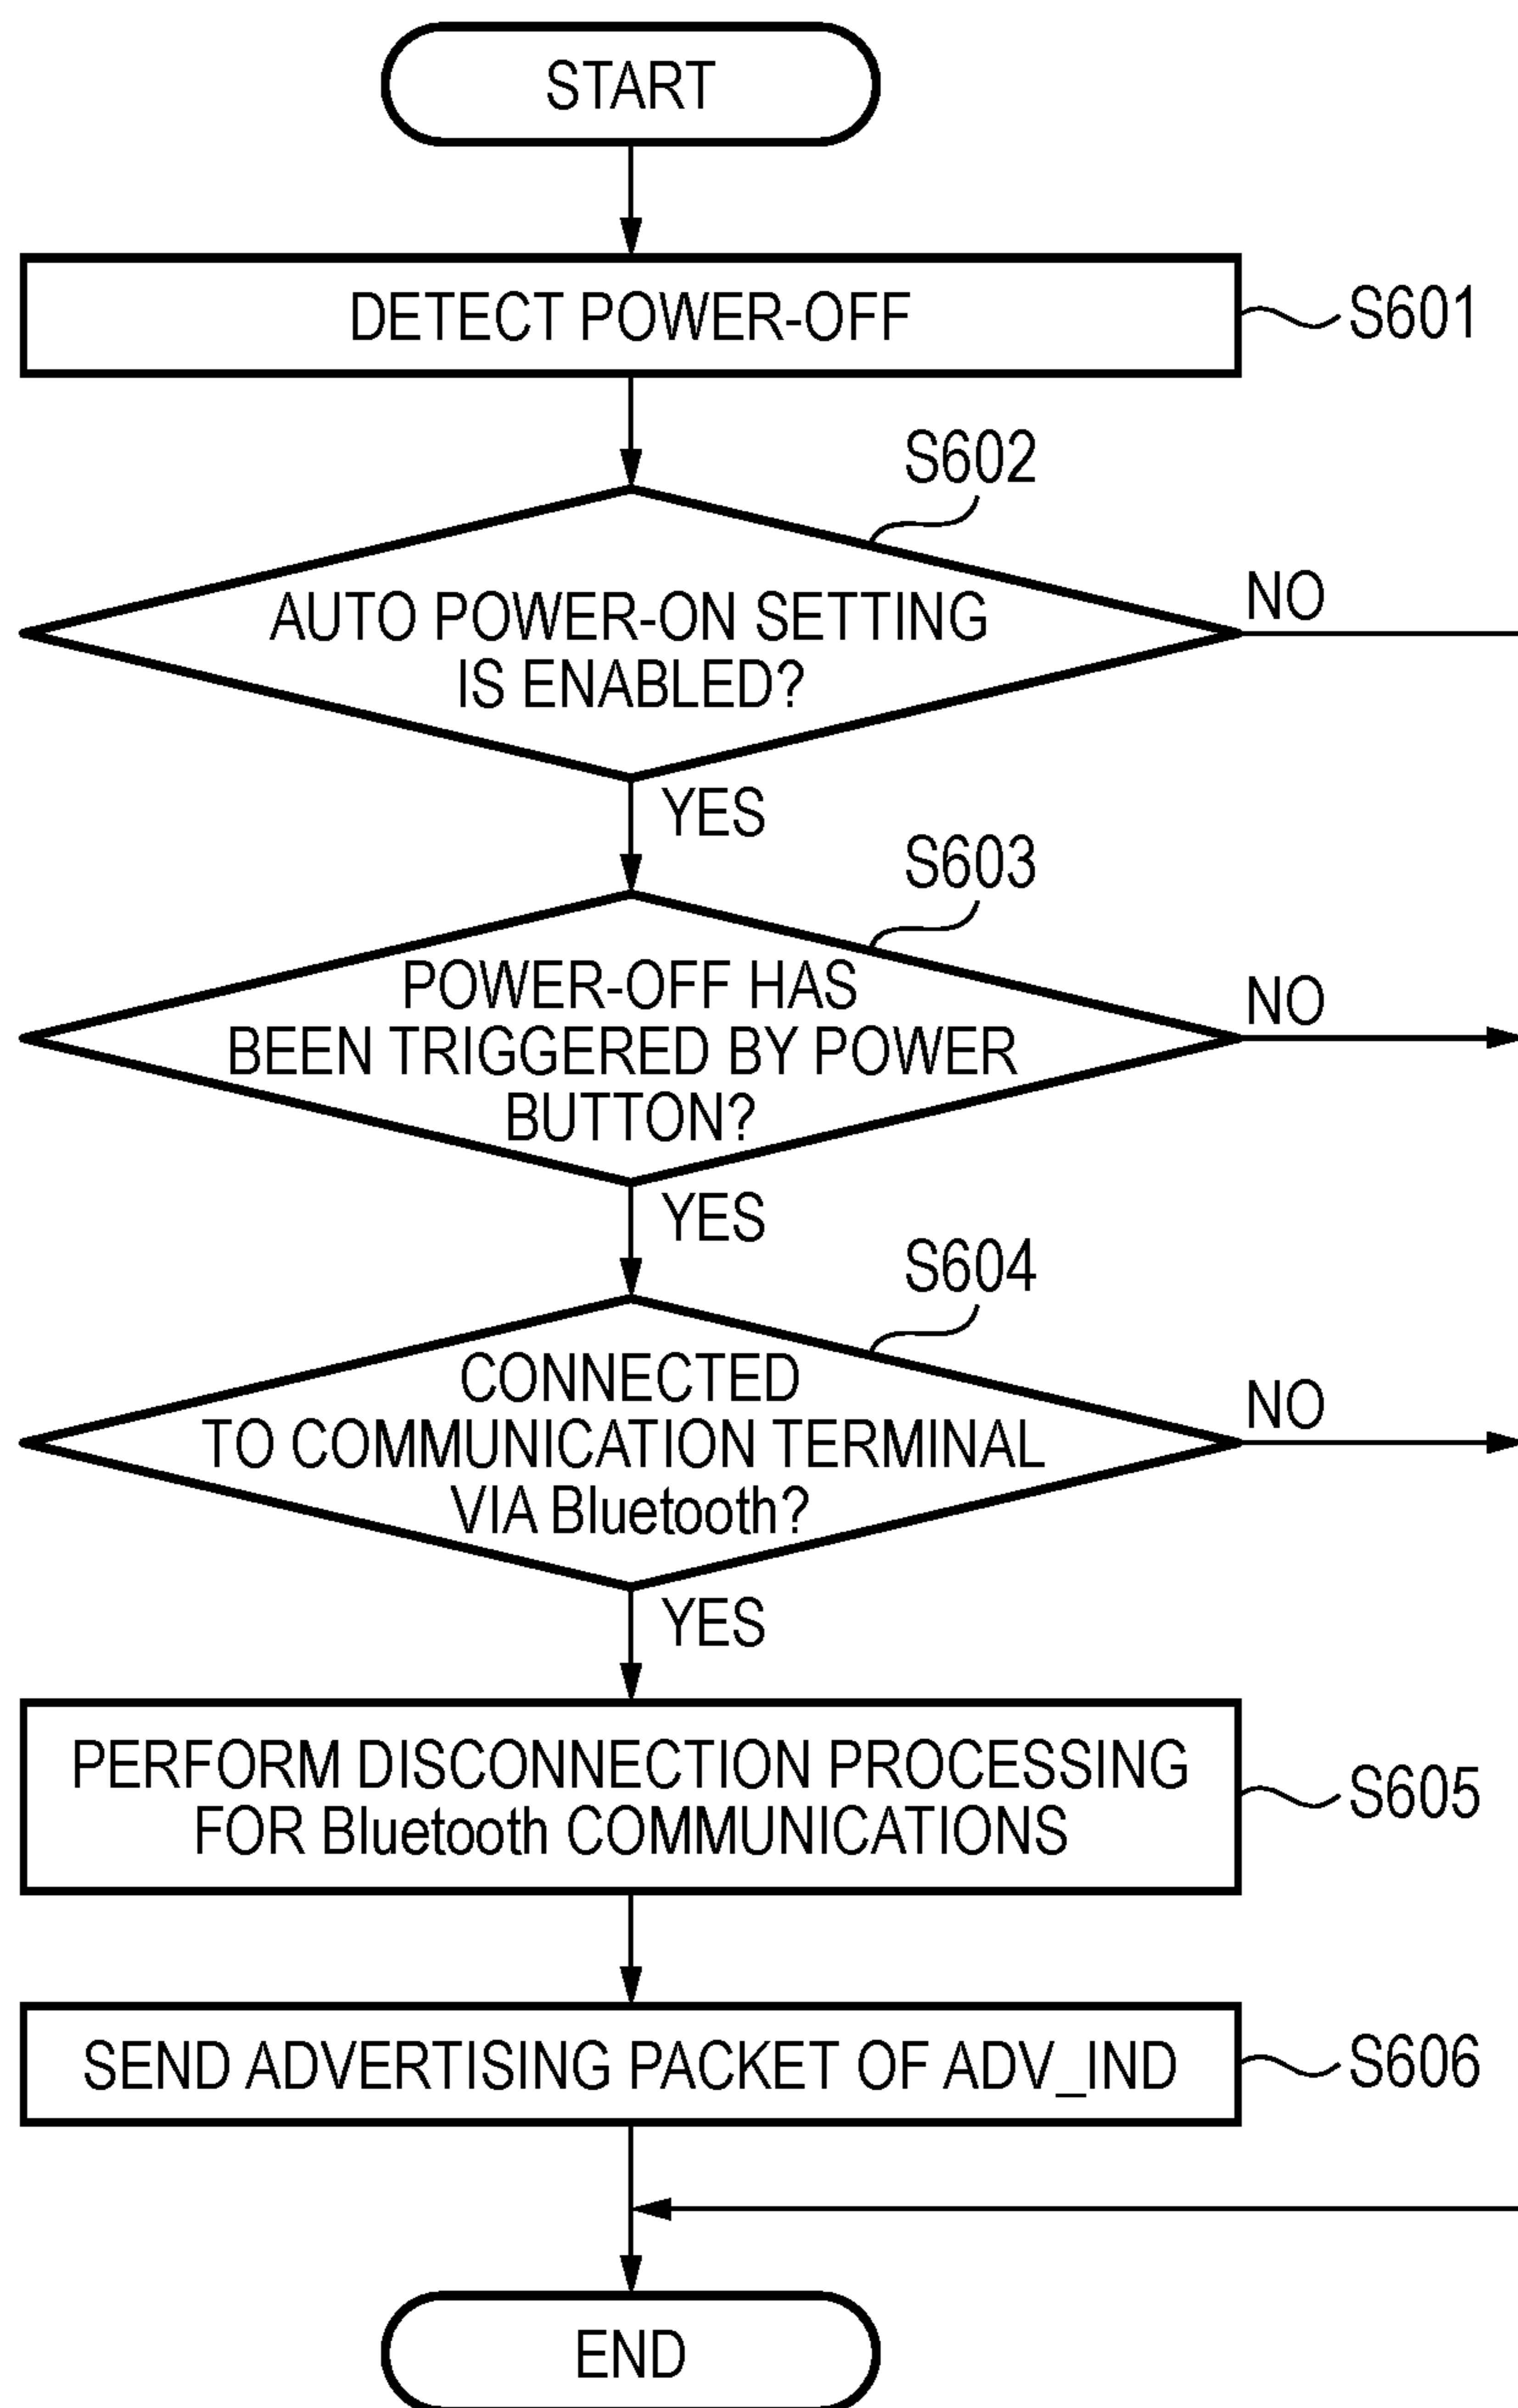 START
DETECT POWER-OFF
S601
S602
AUTO POWER-ON SETTING
IS ENABLED?
NO
YES
S603
POWER-OFF HAS
BEEN TRIGGERED BY POWER
BUTTON?
NO
YES
S604
CONNECTED
TO COMMUNICATION TERMINAL
VIA Bluetooth?
NO
YES
PERFORM DISCONNECTION PROCESSING
FOR Bluetooth COMMUNICATIONS
S605
SEND ADVERTISING PACKET OF ADV_IND
S606
END